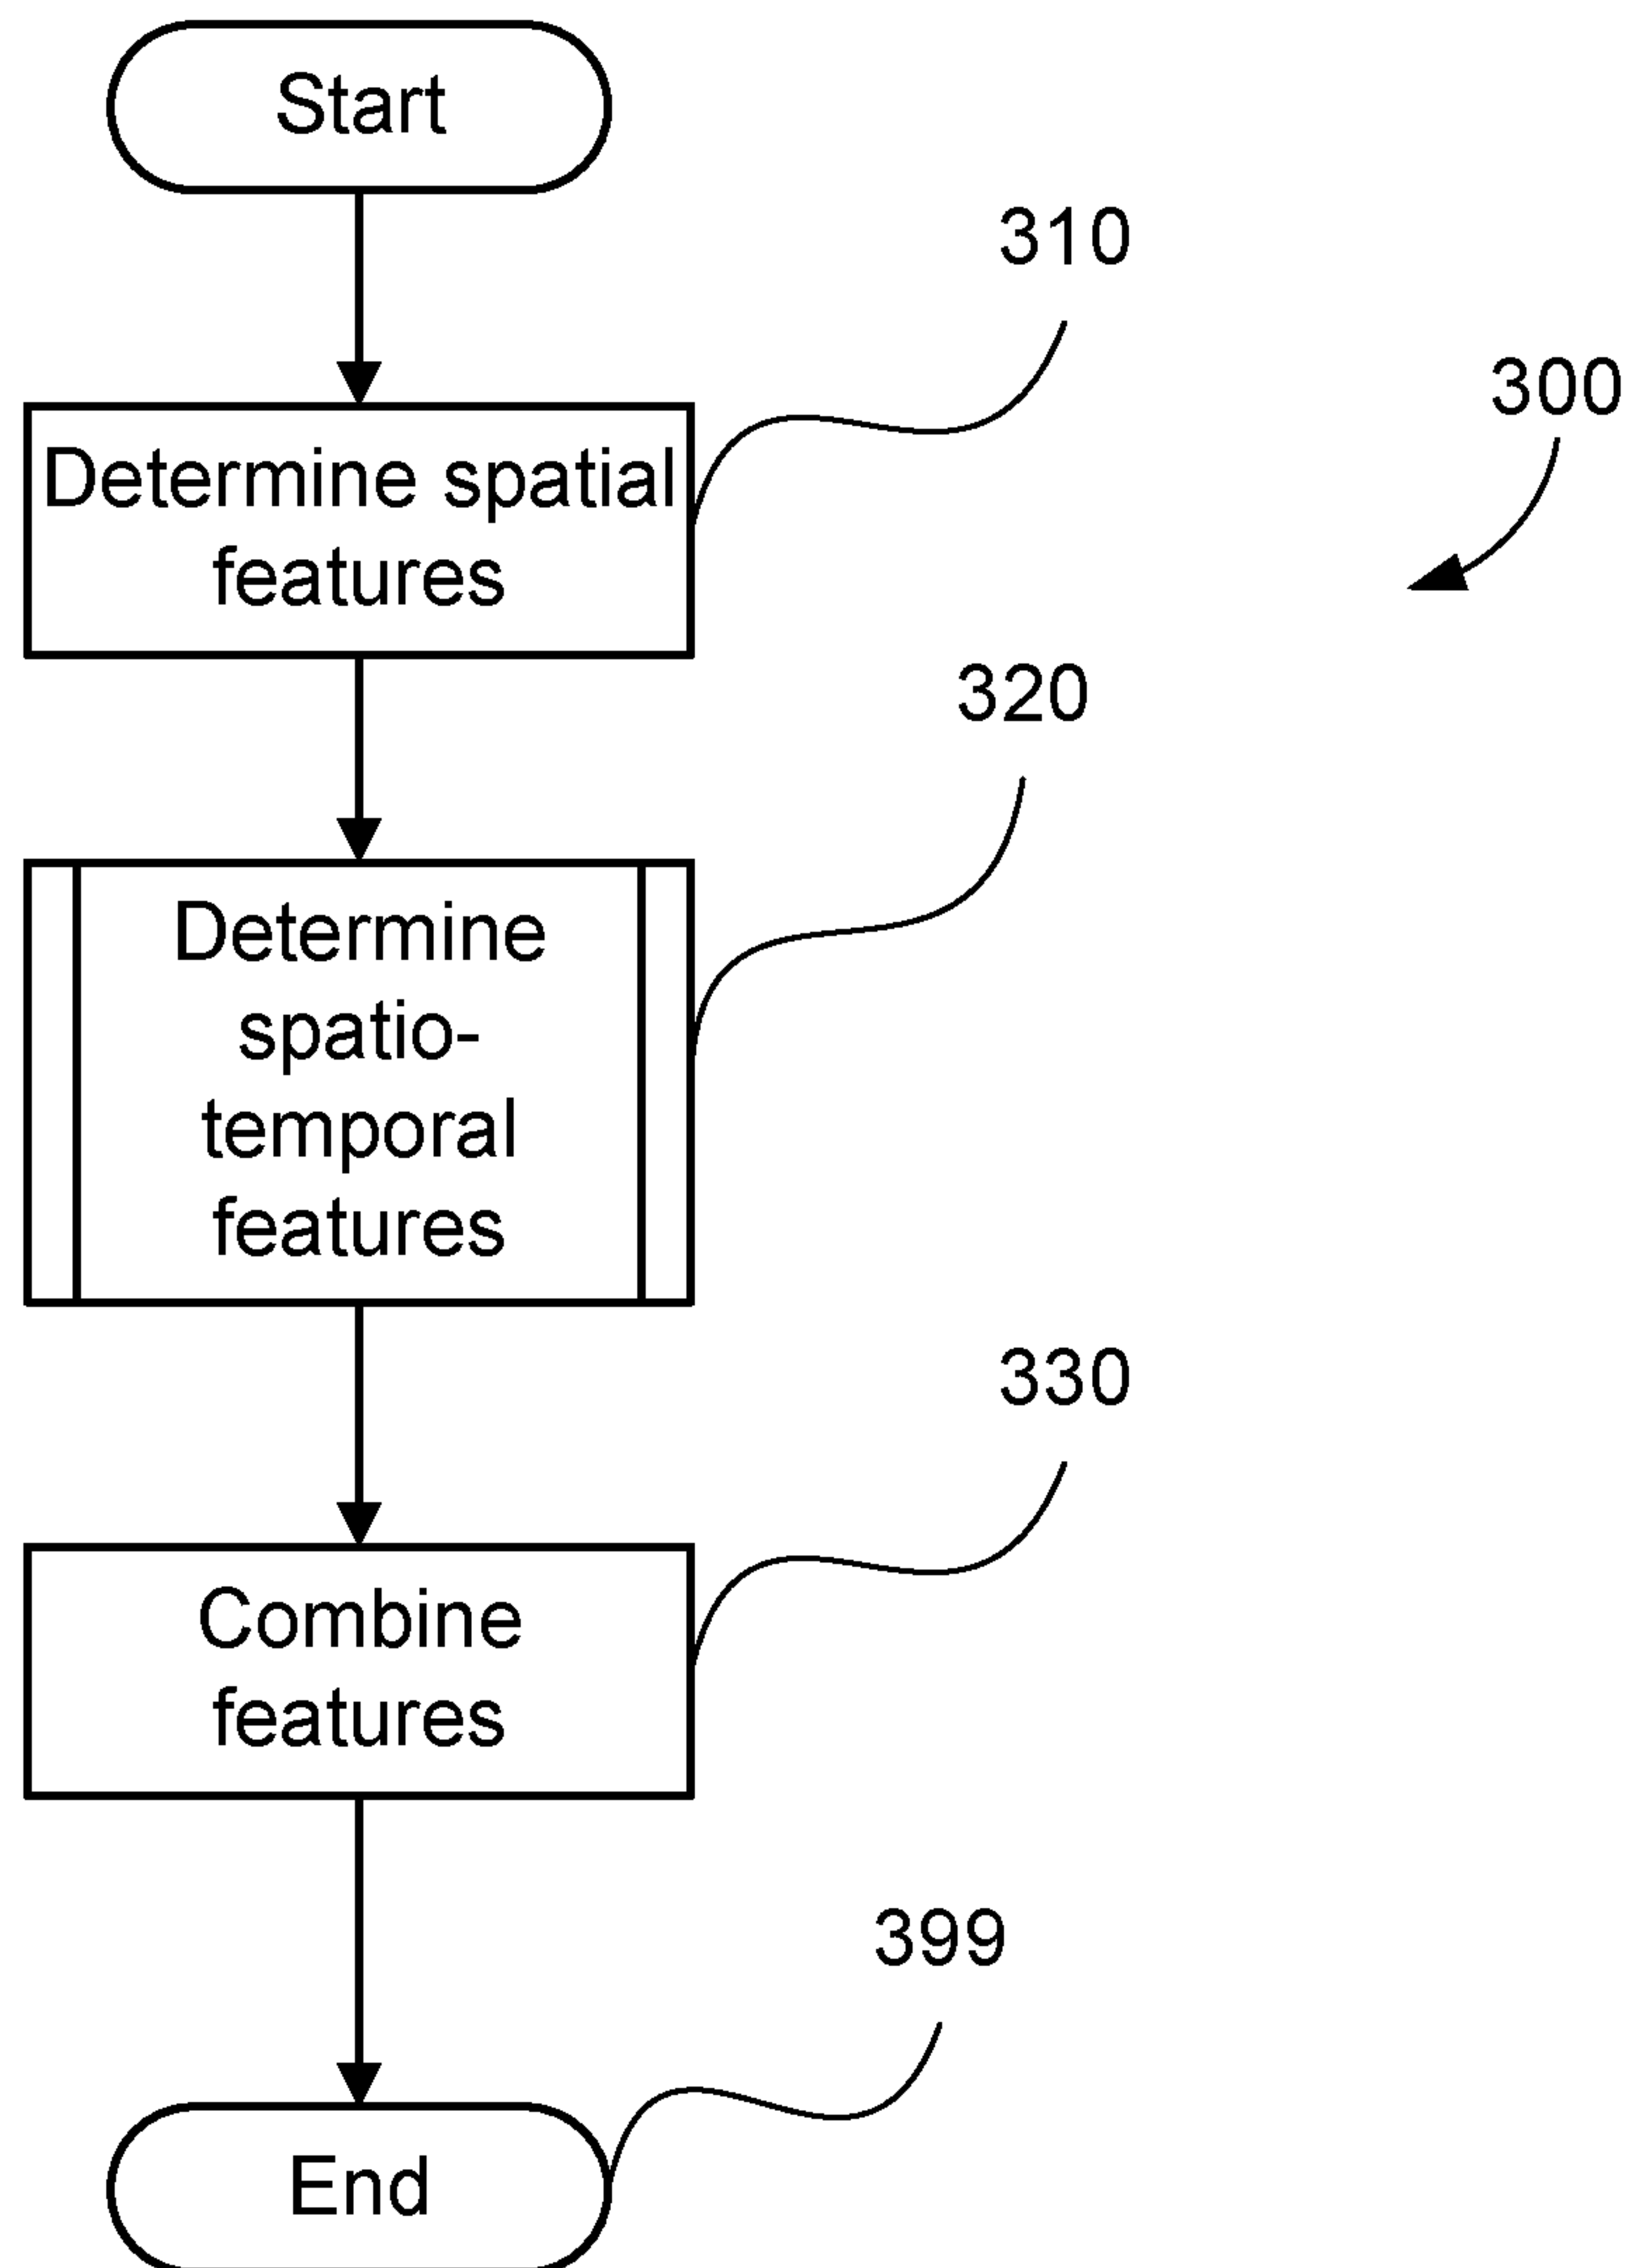 Start
310
300
Determine spatial
features
320
Determine
spatio-
temporal
features
330
Combine
features
399
End